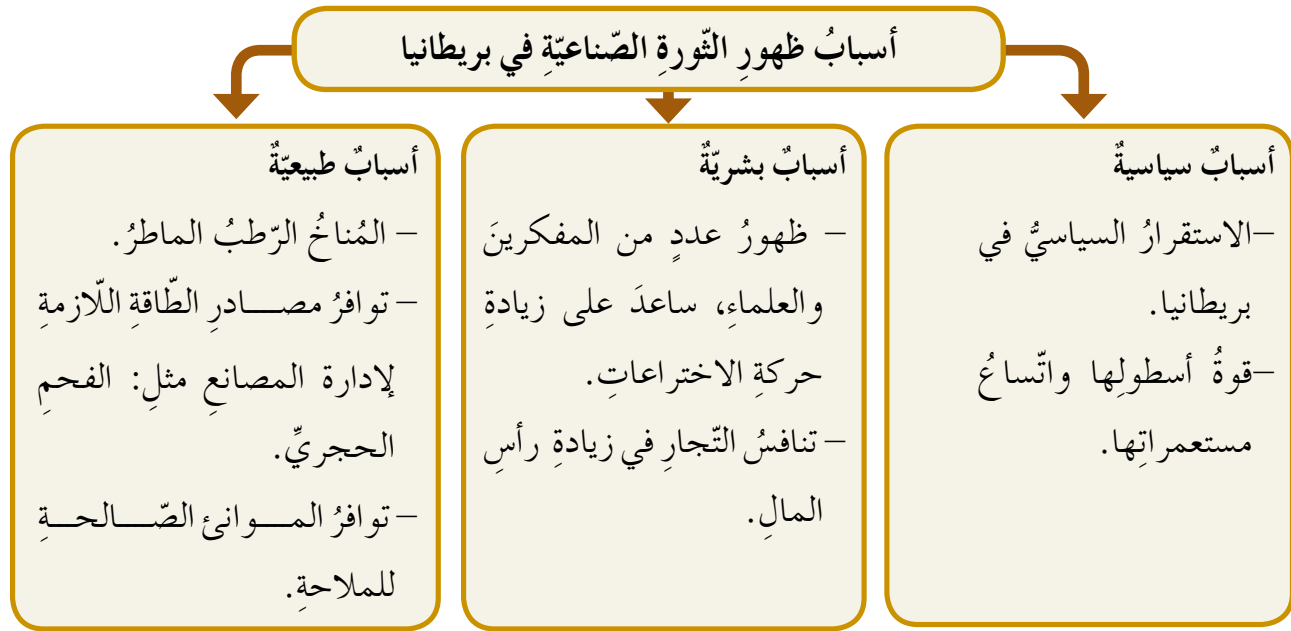 أسبابُ ظهورِ الثّورةِ الصّناعيّةِ في بريطانيا
أسبابٌ سياسيةٌ
–الاستقرارُ السياسيُّ في
بريطانيا.
–قوةُ أسطولِها واتّساعُ
مستعمراتِها.
أسبابٌ بشريّةٌ
– ظهورُ عددٍ من المفكرينَ
والعلماءِ، ساعدَ على زيادةِ
حركةِ الاختراعاتِ.
– تنافسُ التّجارِ في زيادةِ رأسِ
المالِ.
أسبابٌ طبيعيّةٌ
– المُناخُ الرّطبُ الماطرُ.
– توافرُ مصـــادرِ الطّاقةِ اللّازمةِ
لإدارة المصانعِ مثلِ: الفحمِ
الحجريِّ.
– توافرُ المـــوانئ الصّـــالحـــةِ
للملاحةِ.